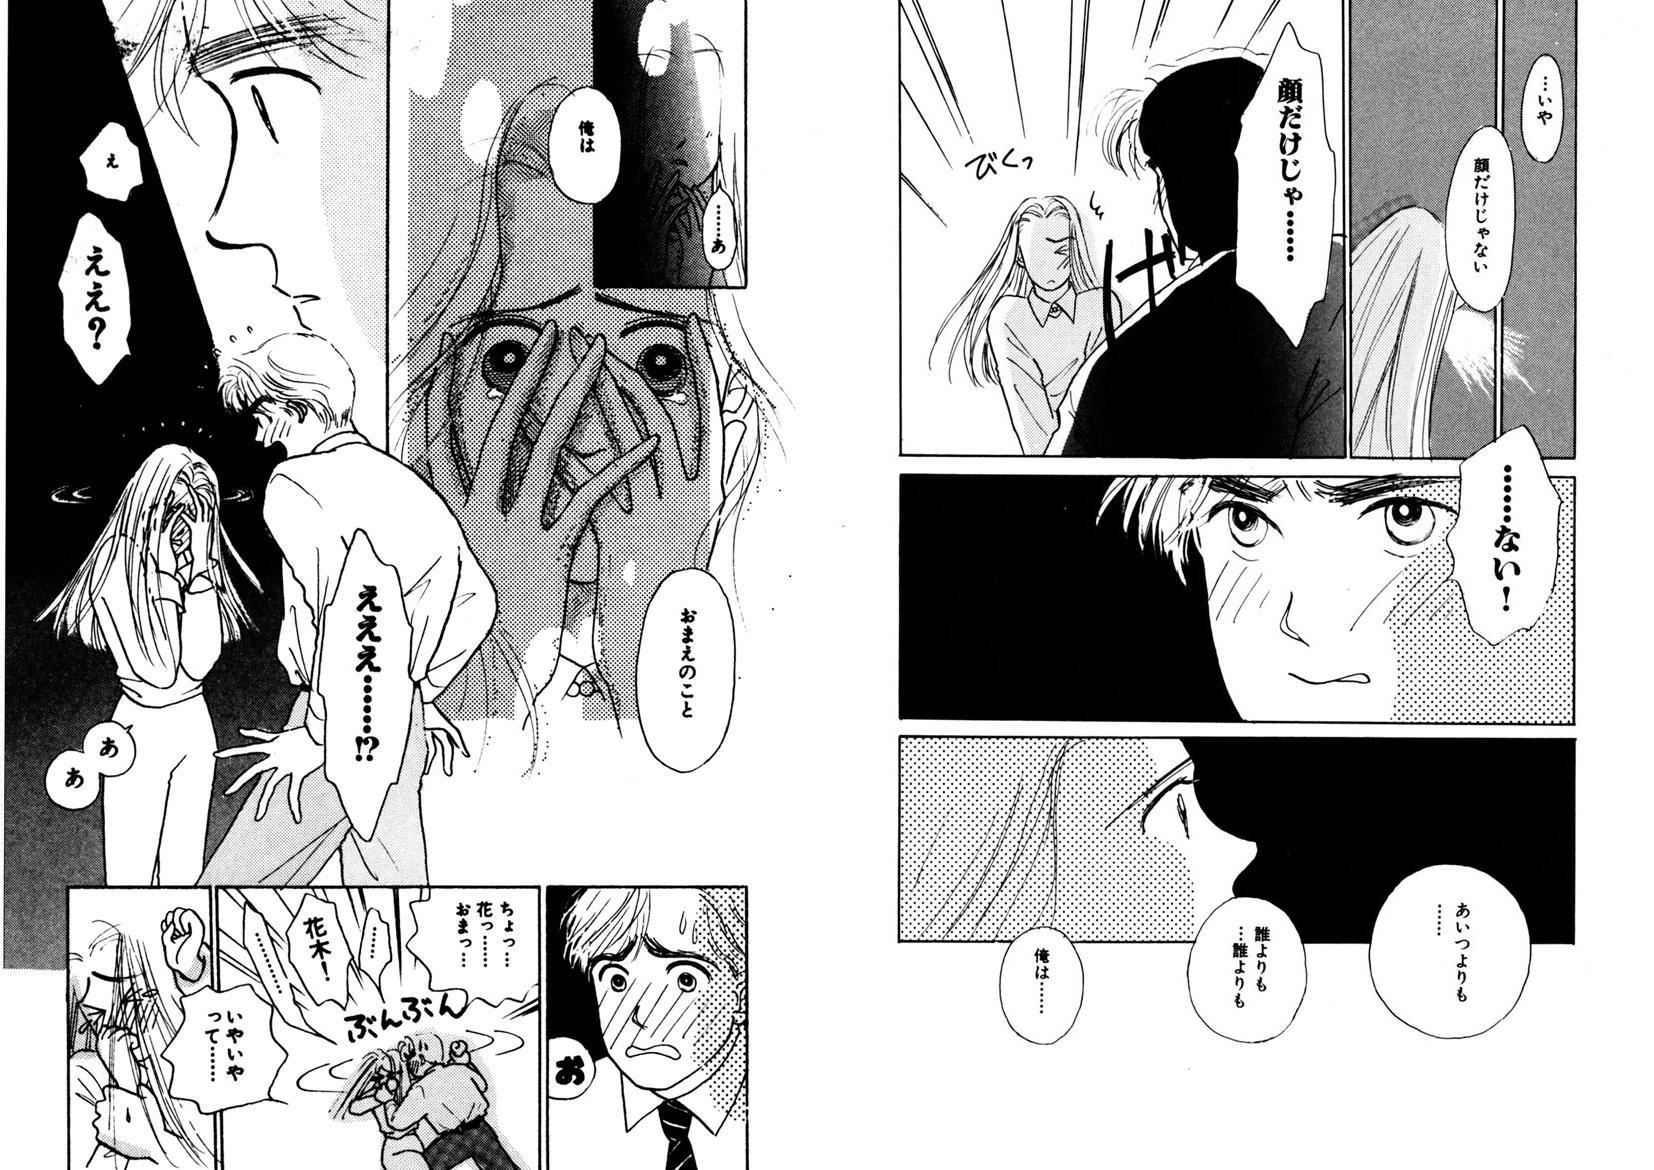 …いや
顔だけじゃない
顔だけじゃ……
びくっ
ガ
……ない！
あいつよりも
……
誰よりも
…誰よりも
俺は……
……あ
俺は
おまえのこと
え
ええ？
えええ……!?
あ
あ
お
ちょっ…
花っ……
おまっ…
……
花木！
………
ぶんぶん
いやいや
って……